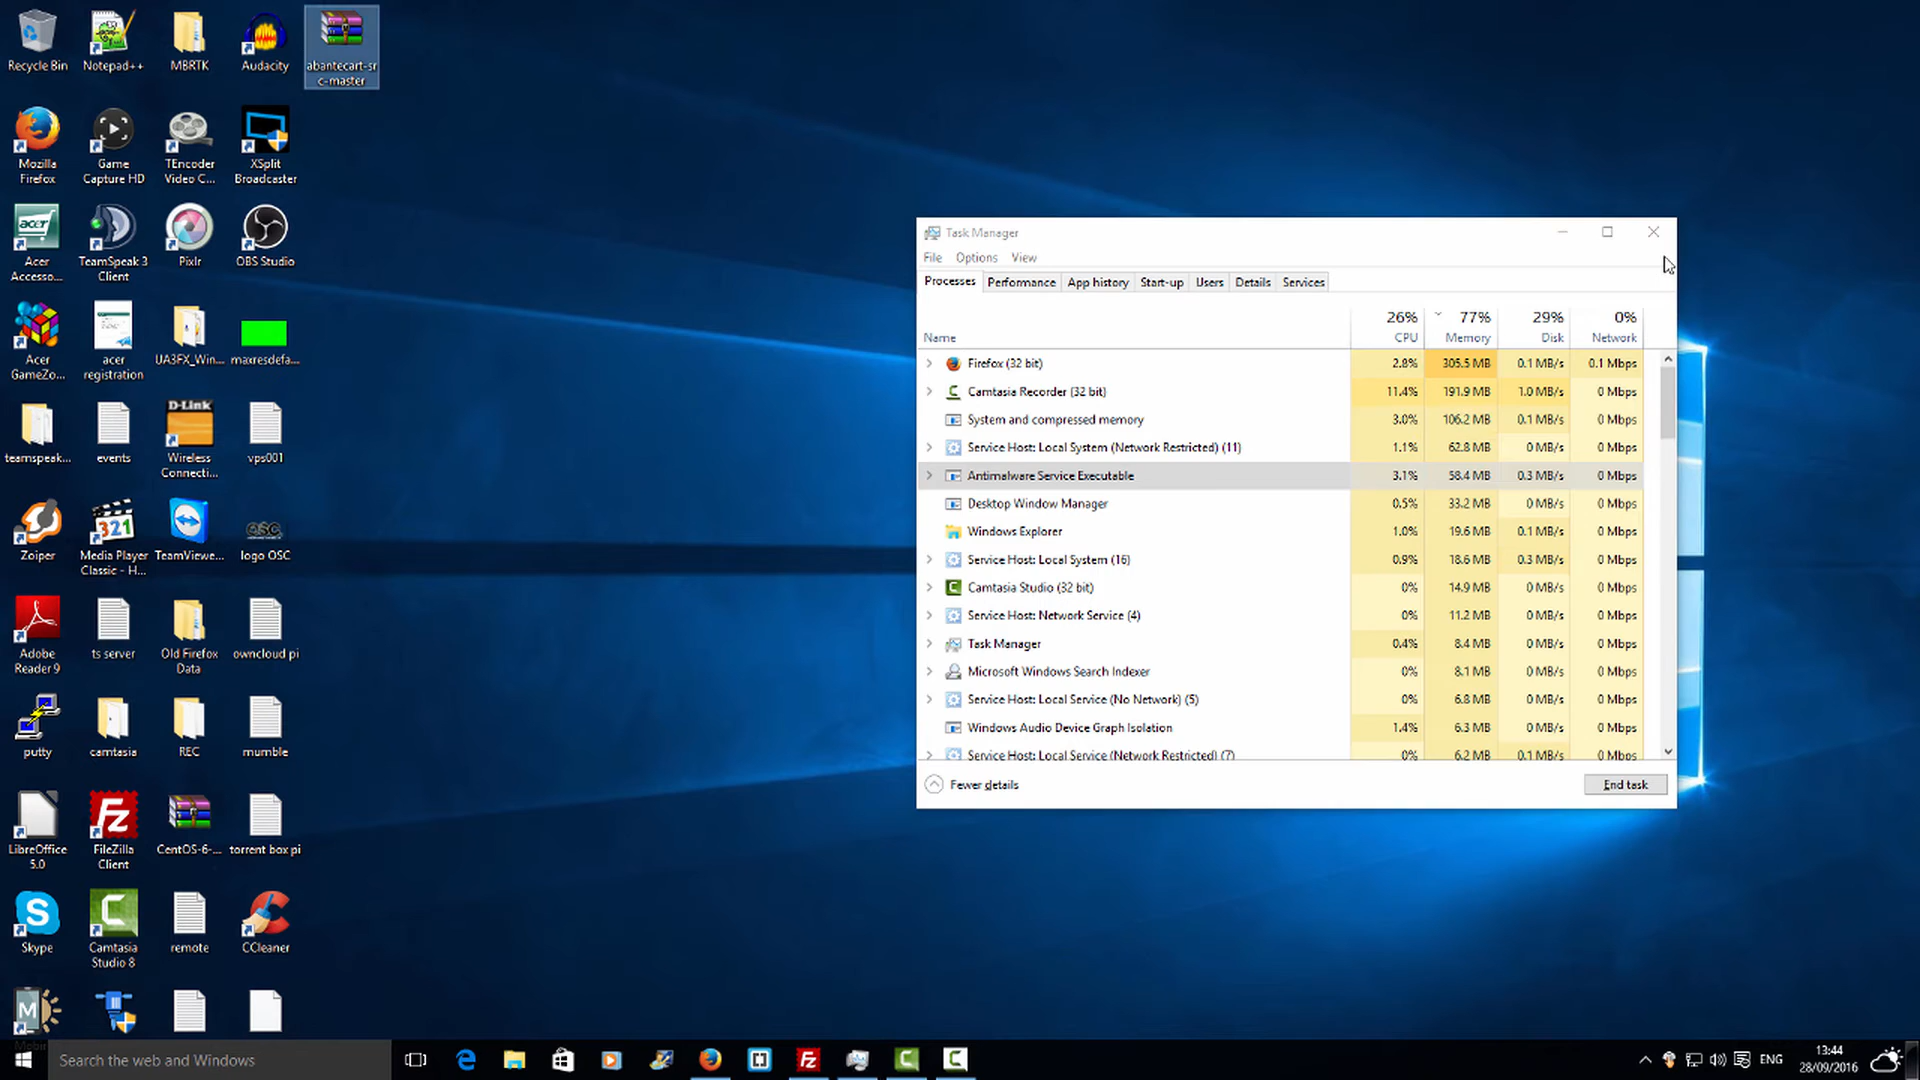 Recycle Bin
Notepad++
MBRTK
Audacity
abantecart-sr
c-master
Mozilla
Firefox
Game
Capture HD
TEncoder
Video C...
XSplit
Broadcaster
acer
Acer
Accesso...
TeamSpeak 3
Client
Pixlr
OBS Studio
Acer
GameZo...
acer
registration
UA3FX_Win...
maxresdefa...
teamspeak...
events
D-Link
Wireless
Connecti...
vps001
Zoiper
321
Media Player
Classic - H...
TeamViewe...
OSC
logo OSC
Adobe
Reader 9
ts server
Old Firefox
Data
owncloud pi
putty
camtasia
REC
mumble
LibreOffice
5.0
FileZilla
Client
CentOS-6-...
torrent box pi
Skype
Camtasia
Studio 8
remote
CCleaner
Task Manager
File Options View
Processes Performance App history Start-up Users Details Services
26% 77% 29% 0%
Name CPU Memory Disk Network
Firefox (32 bit) 2.8% 305.5 MB 0.1 MB/s 0.1 Mbps
Camtasia Recorder (32 bit) 11.4% 191.9 MB 1.0 MB/s 0 Mbps
System and compressed memory 3.0% 106.2 MB 0.1 MB/s 0 Mbps
Service Host: Local System (Network Restricted) (11) 1.1% 62.8 MB 0 MB/s 0 Mbps
Antimalware Service Executable 3.1% 58.4 MB 0.3 MB/s 0 Mbps
Desktop Window Manager 0.5% 33.2 MB 0 MB/s 0 Mbps
Windows Explorer 1.0% 19.6 MB 0.1 MB/s 0 Mbps
Service Host: Local System (16) 0.9% 18.6 MB 0.3 MB/s 0 Mbps
Camtasia Studio (32 bit) 0% 14.9 MB 0 MB/s 0 Mbps
Service Host: Network Service (4) 0% 11.2 MB 0 MB/s 0 Mbps
Task Manager 0.4% 8.4 MB 0 MB/s 0 Mbps
Microsoft Windows Search Indexer 0% 8.1 MB 0 MB/s 0 Mbps
Service Host: Local Service (No Network) (5) 0% 6.8 MB 0 MB/s 0 Mbps
Windows Audio Device Graph Isolation 1.4% 6.3 MB 0 MB/s 0 Mbps
Service Host: Local Service (Network Restricted) (7) 0% 6.2 MB 0.1 MB/s 0 Mbps
Fewer details
End task
Search the web and Windows
ENG
13:44
28/09/2016